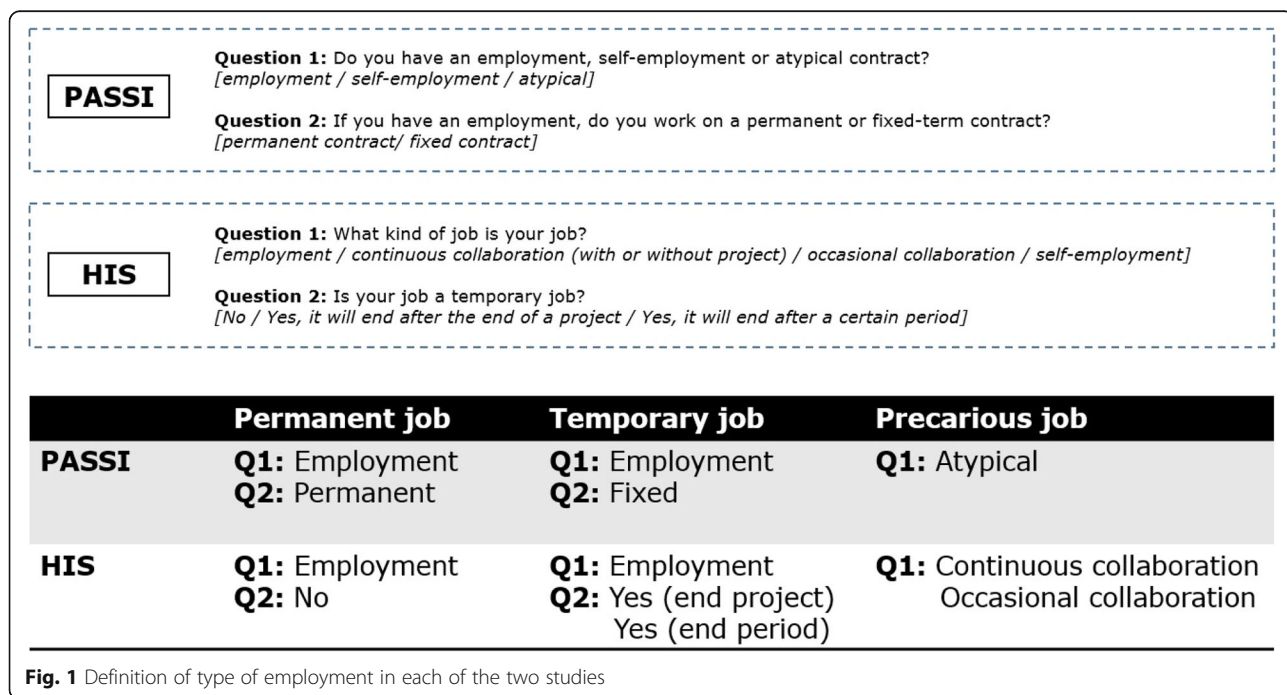 PASSI
Question 1: Do you have an employment, self-employment or atypical contract?
[employment / self-employment / atypical]
Question 2: If you have an employment, do you work on a permanent or fixed-term contract?
[permanent contract/ fixed contract]
HIS
Question 1: What kind of job is your job?
[employment / continuous collaboration (with or without project) / occasional collaboration / self-employment]
Question 2: Is your job a temporary job?
[No / Yes, it will end after the end of a project / Yes, it will end after a certain period]
Permanent job Temporary job Precarious job
PASSI Q1: Employment Q1: Employment Q1: Atypical
Q2: Permanent Q2: Fixed
HIS Q1: Employment Q1: Employment Q1: Continuous collaboration
Q2: No Q2: Yes (end project) Occasional collaboration
Yes (end period)
Fig. 1 Definition of type of employment in each of the two studies